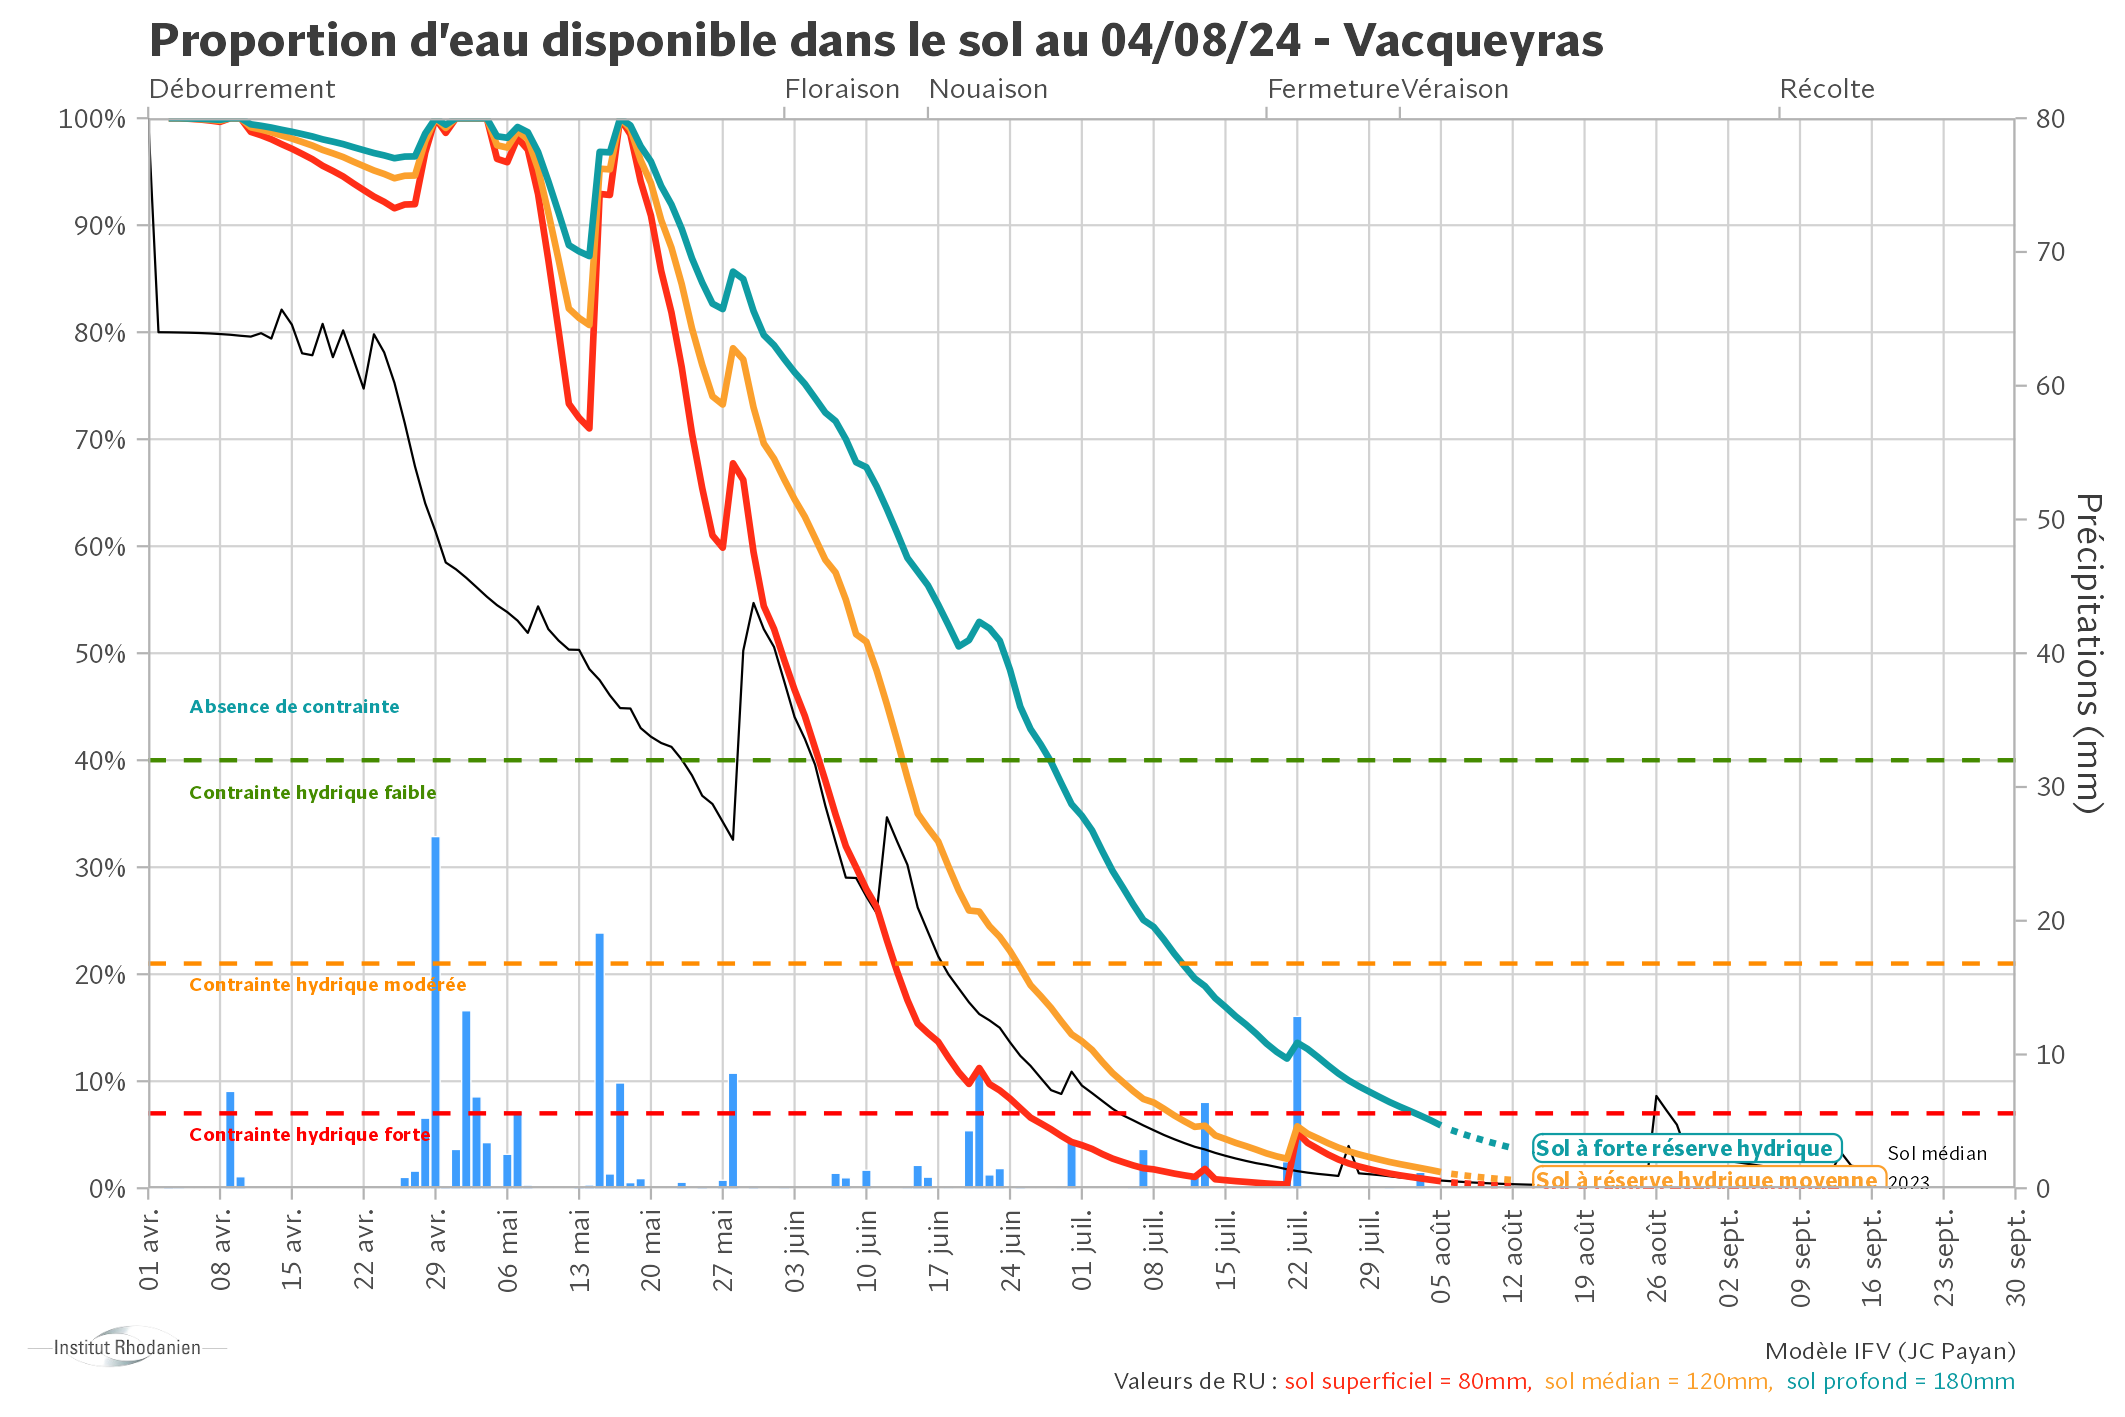 Proportion d'eau disponible dans le sol au 04/08/24 - Vacqueyras
Débourrement Floraison Nouaison Fermeture Véraison Récolte
100% 80
90%
70
80%
60
70%
60% 50
50% 40
Précipitations (mm)
Absence de contrainte
40%
Contrainte hydrique faible 30
30%
20
20%
Contrainte hydrique modérée
10% 10
Contrainte hydrique forte
Sol à forte réserve hydrique
Sol médian
Sol à réserve hydrique moyenne
2023
0% 0
01 avr. 08 avr. 15 avr. 22 avr. 29 avr. 06 mai 13 mai 20 mai 27 mai 03 juin 10 juin 17 juin 24 juin 01 juil. 08 juil. 15 juil. 22 juil. 29 juil. 05 août 12 août 19 août 26 août 02 sept. 09 sept. 16 sept. 23 sept. 30 sept.
Institut Rhodanien
Modèle IFV (JC Payan)
Valeurs de RU : sol superficiel = 80mm, sol médian = 120mm, sol profond = 180mm